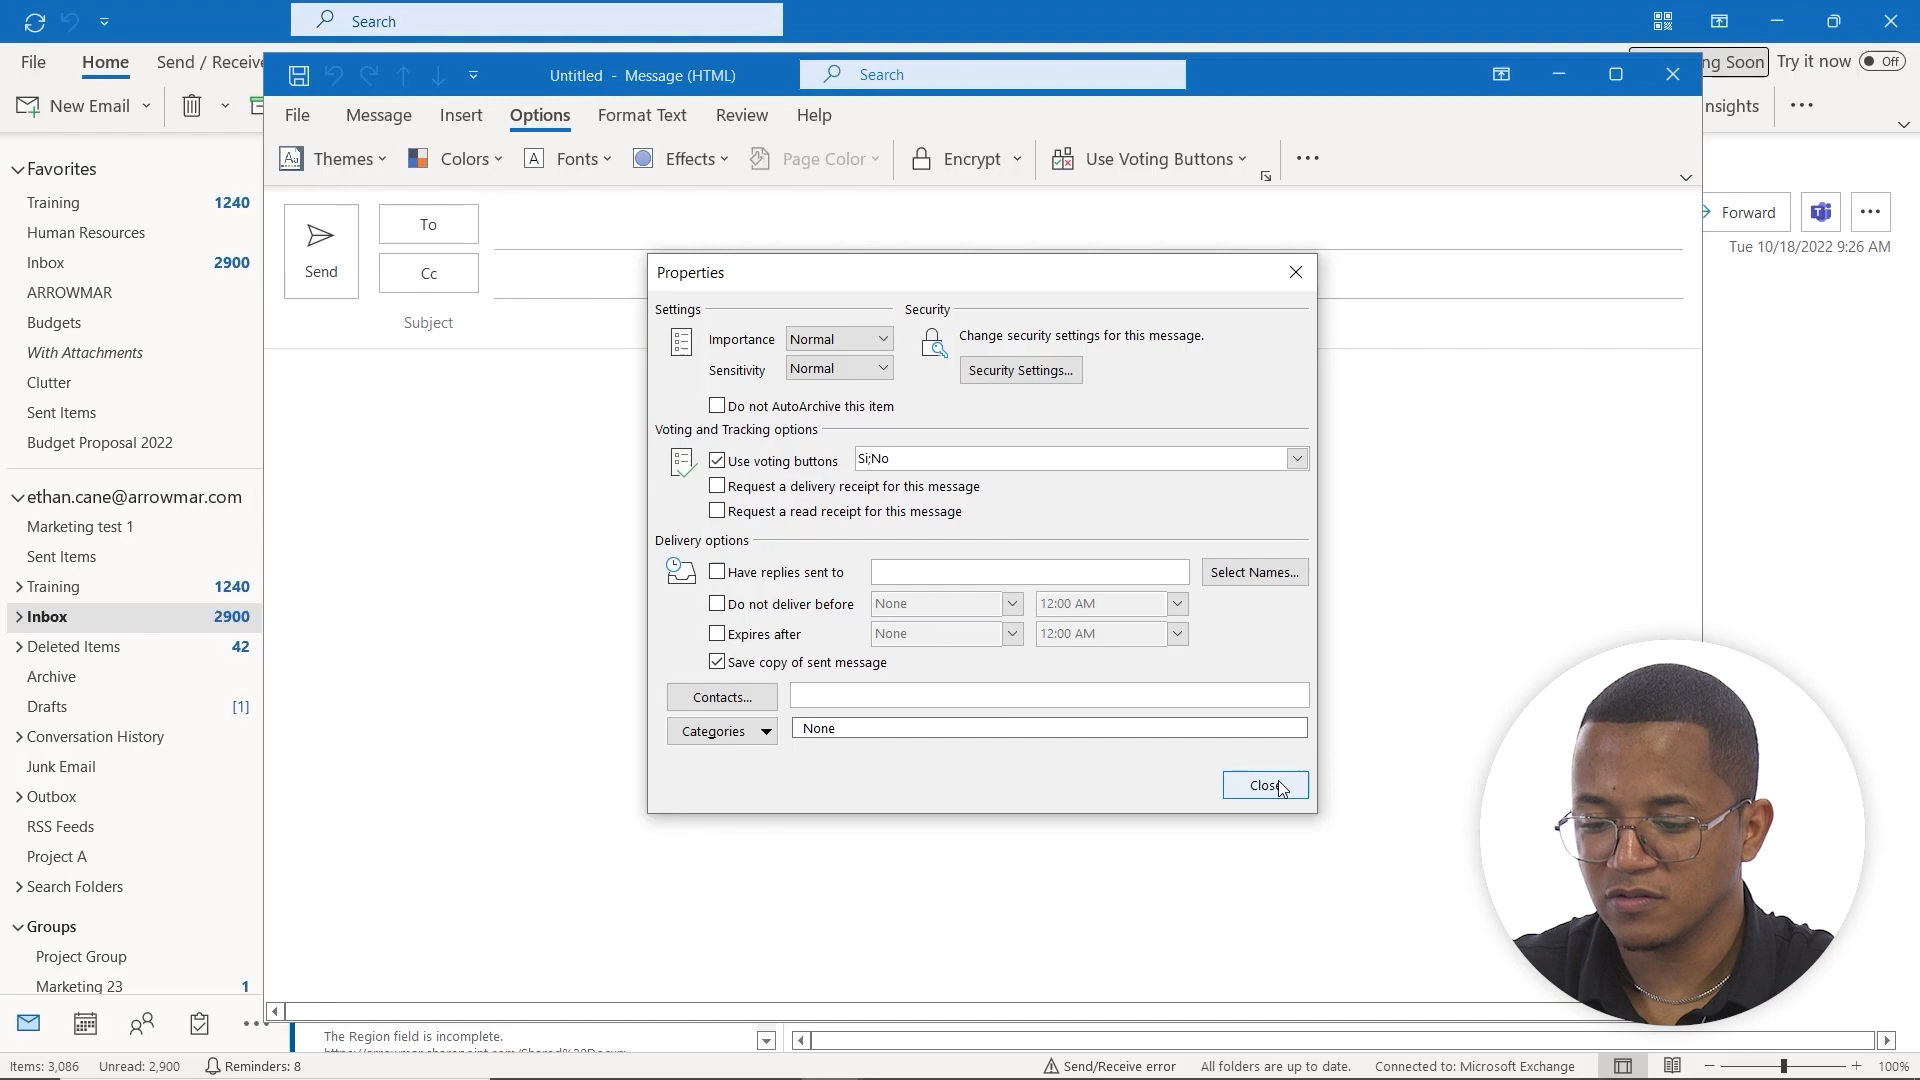 Search
File
Home
Send / Receive
ng Soon
Try it now
Off
New Email
nsights
Untitled - Message (HTML)
Search
File
Message
Insert
Options
Format Text
Review
Help
Themes
Colors
Fonts
Effects
Page Color
Encrypt
Use Voting Buttons
Favorites
Training 1240
Human Resources
Inbox 2900
ARROWMAR
Budgets
With Attachments
Clutter
Sent Items
Budget Proposal 2022
ethan.cane@arrowmar.com
Marketing test 1
Sent Items
Training 1240
Inbox 2900
Deleted Items 42
Archive
Drafts [1]
Conversation History
Junk Email
Outbox
RSS Feeds
Project A
Search Folders
Groups
Project Group
Marketing 23 1
Send
To
Cc
Subject
Forward
Tue 10/18/2022 9:26 AM
Properties
Settings
Security
Importance Normal
Change security settings for this message.
Sensitivity Normal
Security Settings...
Do not AutoArchive this item
Voting and Tracking options
Use voting buttons Si;No
Request a delivery receipt for this message
Request a read receipt for this message
Delivery options
Have replies sent to
Select Names...
Do not deliver before None 12:00 AM
Expires after None 12:00 AM
Save copy of sent message
Contacts...
Categories None
Close
The Region field is incomplete.
Items: 3,086
Unread: 2,900
Reminders: 8
Send/Receive error
All folders are up to date.
Connected to: Microsoft Exchange
100%